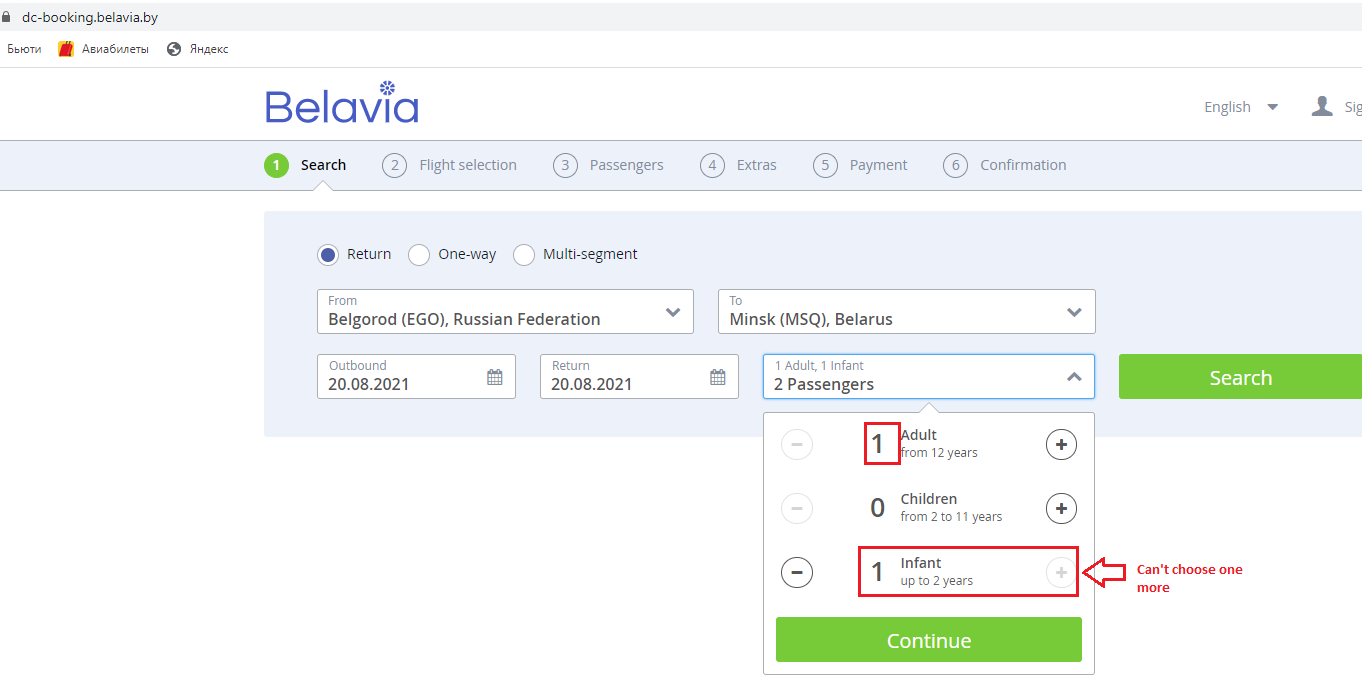 dc-booking.belavia.by
Бьюти Авиабилеты Яндекс
Belavia
English
Sig
1 Search 2 Flight selection 3 Passengers 4 Extras 5 Payment 6 Confirmation
Return One-way Multi-segment
From
Belgorod (EGO), Russian Federation
To
Minsk (MSQ), Belarus
Outbound
20.08.2021
Return
20.08.2021
1 Adult, 1 Infant
2 Passengers
Search
1 Adult
from 12 years
0 Children
from 2 to 11 years
1 Infant
up to 2 years
Can't choose one
more
Continue